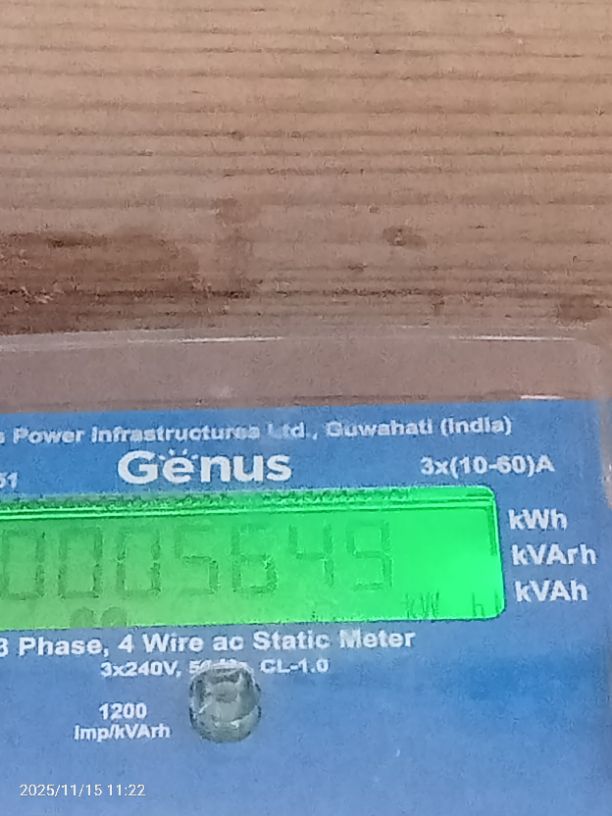 s Power Infrastructures Ltd., Guwahati (India)
51 Genus 3x(10-60)A
0005649
kW h
kWh
kVArh
kVAh
3 Phase, 4 Wire ac Static Meter
3x240V, CL-1.0
1200
Imp/kVArh
2025/11/15 11:22